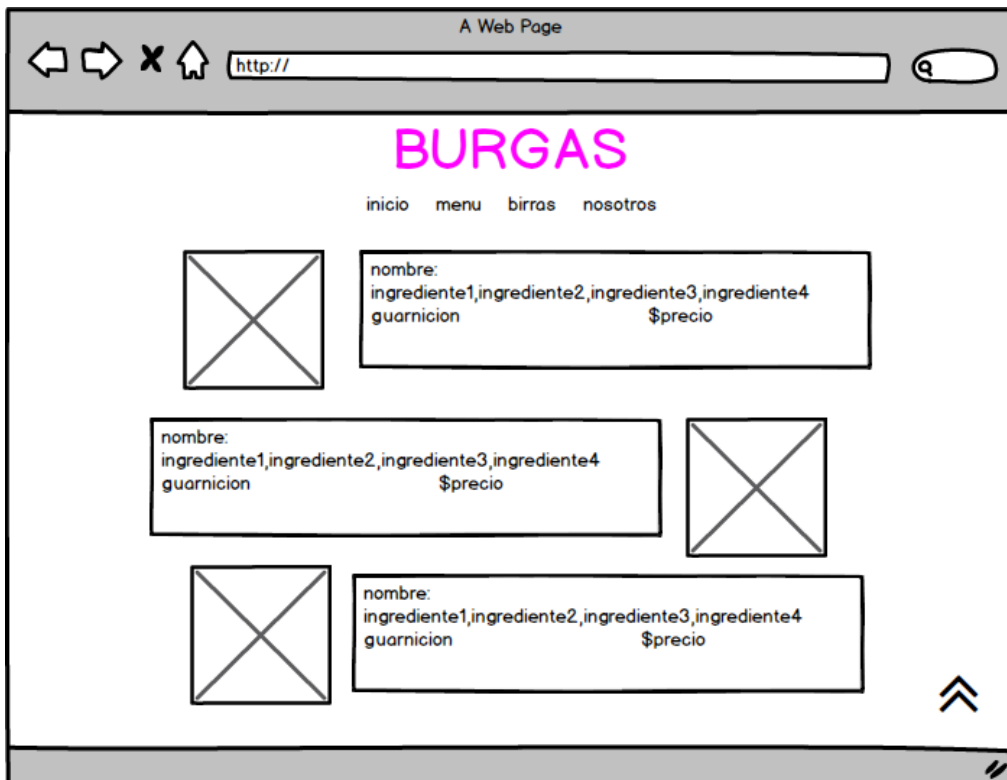 A Web Page
http://
BURGAS
inicio menu birras nosotros
nombre:
ingrediente1,ingrediente2,ingrediente3,ingrediente4
guarnicion $precio
nombre:
ingrediente1,ingrediente2,ingrediente3,ingrediente4
guarnicion $precio
nombre:
ingrediente1,ingrediente2,ingrediente3,ingrediente4
guarnicion $precio